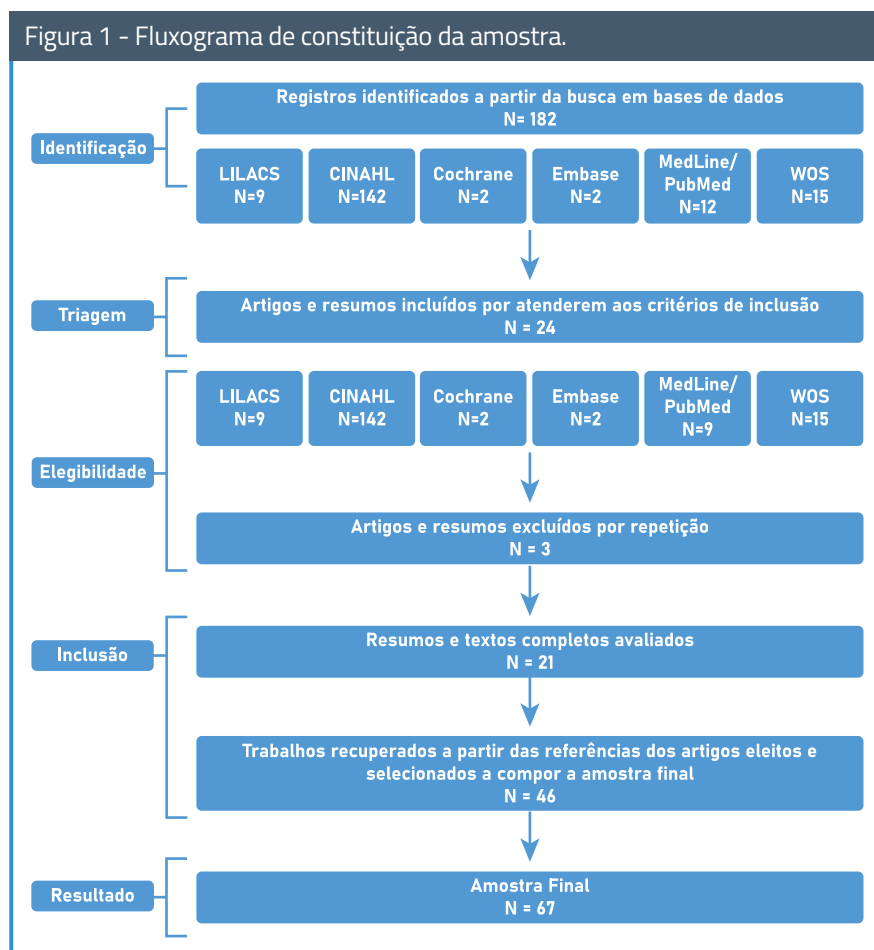 Figura 1 - Fluxograma de constituição da amostra.
Identificação
Registros identificados a partir da busca em bases de dados
N= 182
LILACS
N=9
CINAHL
N=142
Cochrane
N=2
Embase
N=2
MedLine/
PubMed
N=12
WOS
N=15
Triagem
Artigos e resumos incluídos por atenderem aos critérios de inclusão
N = 24
Elegibilidade
LILACS
N=9
CINAHL
N=142
Cochrane
N=2
Embase
N=2
MedLine/
PubMed
N=9
WOS
N=15
Artigos e resumos excluídos por repetição
N = 3
Inclusão
Resumos e textos completos avaliados
N = 21
Trabalhos recuperados a partir das referências dos artigos eleitos e
selecionados a compor a amostra final
N = 46
Resultado
Amostra Final
N = 67